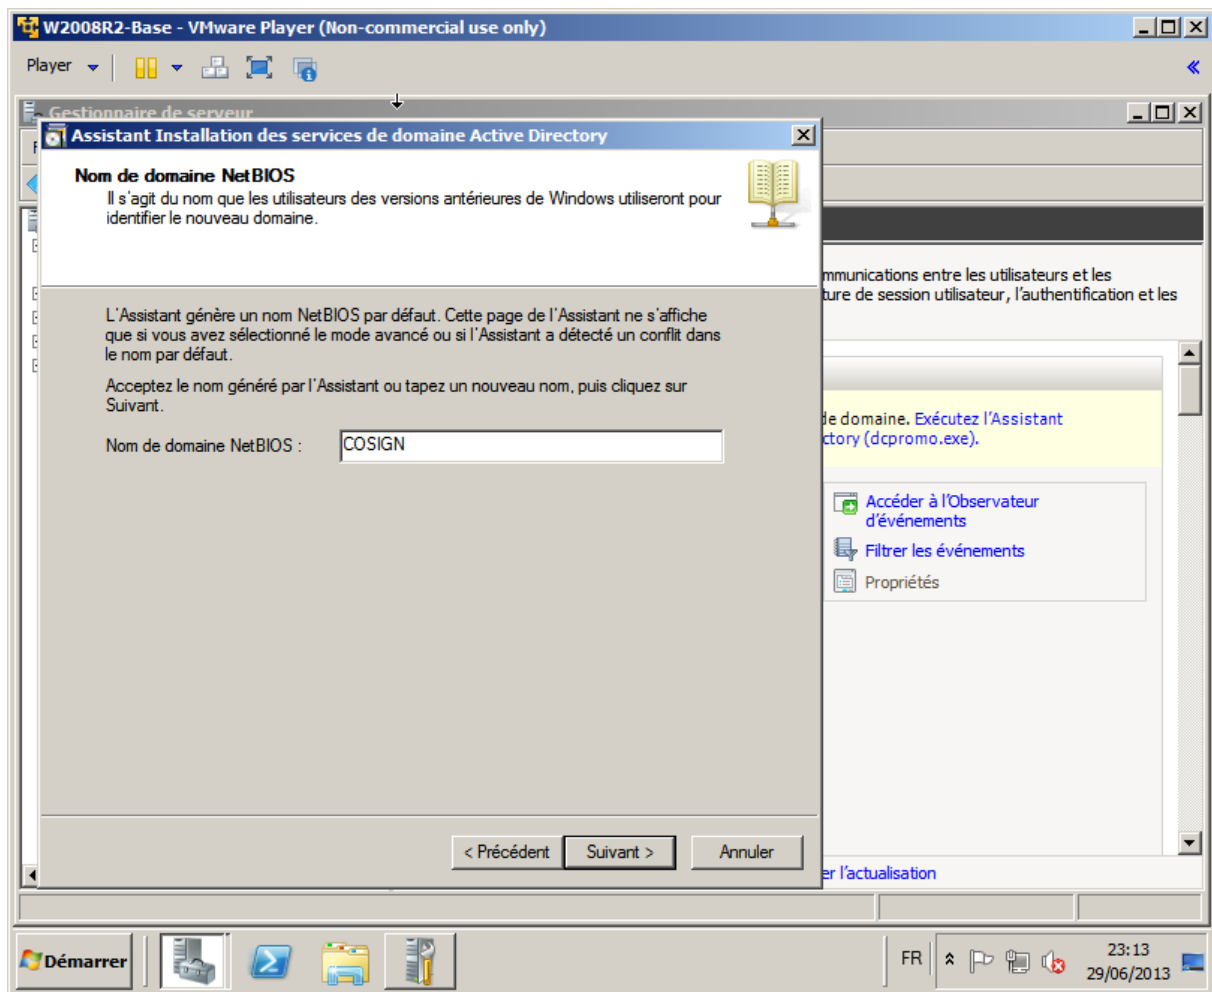 W2008R2-Base - VMware Player (Non-commercial use only)
Player
Gestionnaire de serveur
Assistant Installation des services de domaine Active Directory
Nom de domaine NetBIOS
Il s'agit du nom que les utilisateurs des versions antérieures de Windows utiliseront pour
identifier le nouveau domaine.
L'Assistant génère un nom NetBIOS par défaut. Cette page de l'Assistant ne s'affiche
que si vous avez sélectionné le mode avancé ou si l'Assistant a détecté un conflit dans
le nom par défaut.
Acceptez le nom généré par l'Assistant ou tapez un nouveau nom, puis cliquez sur
Suivant.
Nom de domaine NetBIOS :
COSIGN
< Précédent
Suivant >
Annuler
mmunications entre les utilisateurs et les
ture de session utilisateur, l'authentification et les
de domaine. Exécutez l'Assistant
ctory (dcpromo.exe).
Accéder à l'Observateur
d'événements
Filtrer les événements
Propriétés
er l'actualisation
Démarrer
FR
23:13
29/06/2013